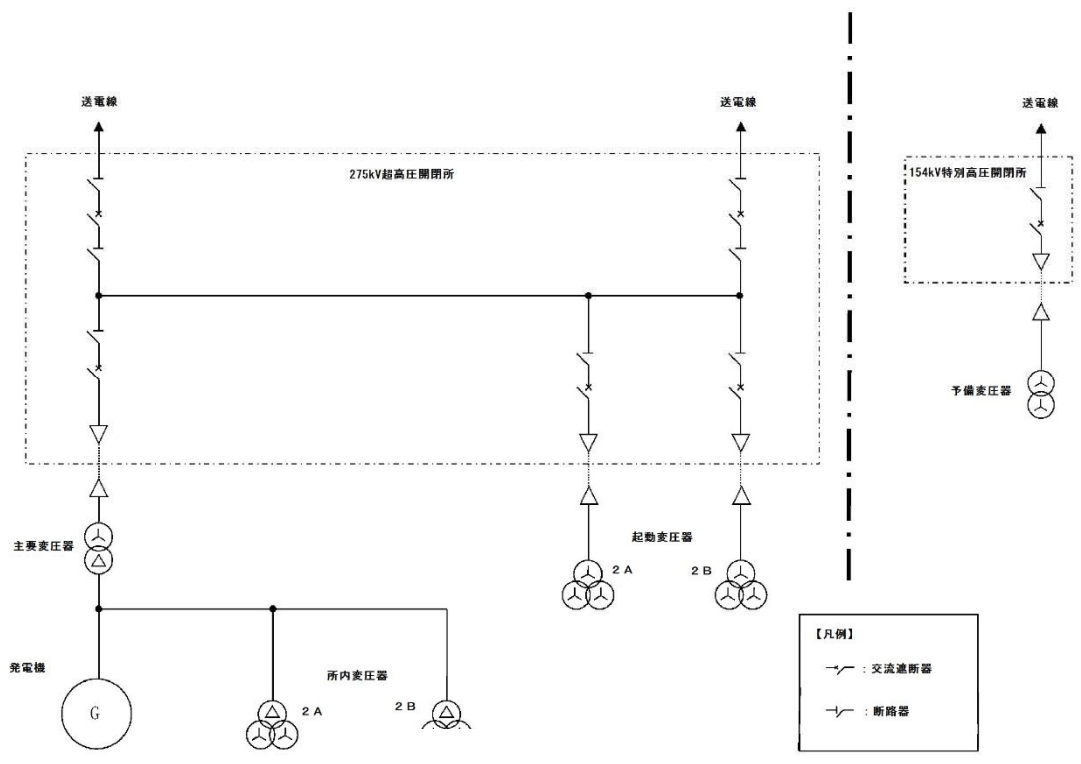 送電線
送電線
送電線
275kV超高圧開閉所
154kV特別高圧開閉所
予備変圧器
主要変圧器
起動変圧器
2A
2B
発電機
G
所内変圧器
2A
2B
【凡例】
：交流遮断器
：断路器